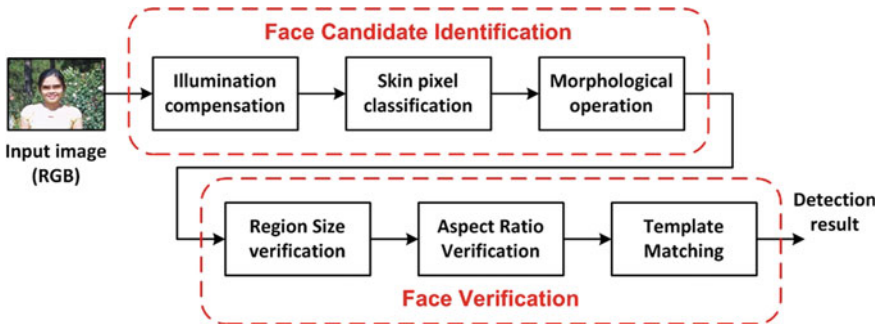 Face Candidate Identification
Illumination
compensation
Skin pixel
classification
Morphological
operation
Input image
(RGB)
Region Size
verification
Aspect Ratio
Verification
Template
Matching
Detection
result
Face Verification